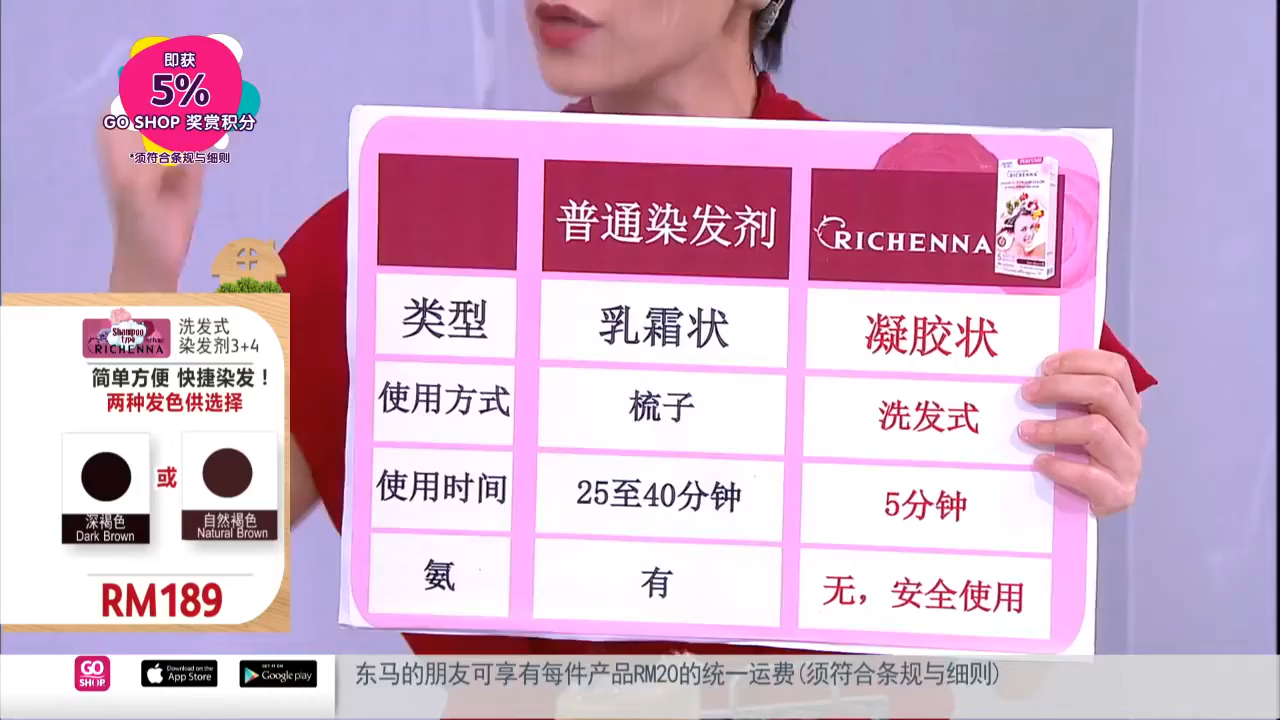 即获
5%
GO SHOP 奖赏积分
*须符合条规与细则
普通染发剂
RICHENNA
类型
乳霜状
凝胶状
使用方式
梳子
洗发式
使用时间
25至40分钟
5分钟
氨
有
无，安全使用
Shampoo
type
RICHENNA
洗发式
染发剂3+4
简单方便 快捷染发！
两种发色供选择
或
深褐色
Dark Brown
自然褐色
Natural Brown
RM189
GO
SHOP
Download on the
App Store
GET IT ON
Google play
东马的朋友可享有每件产品RM20的统一运费(须符合条规与细则)